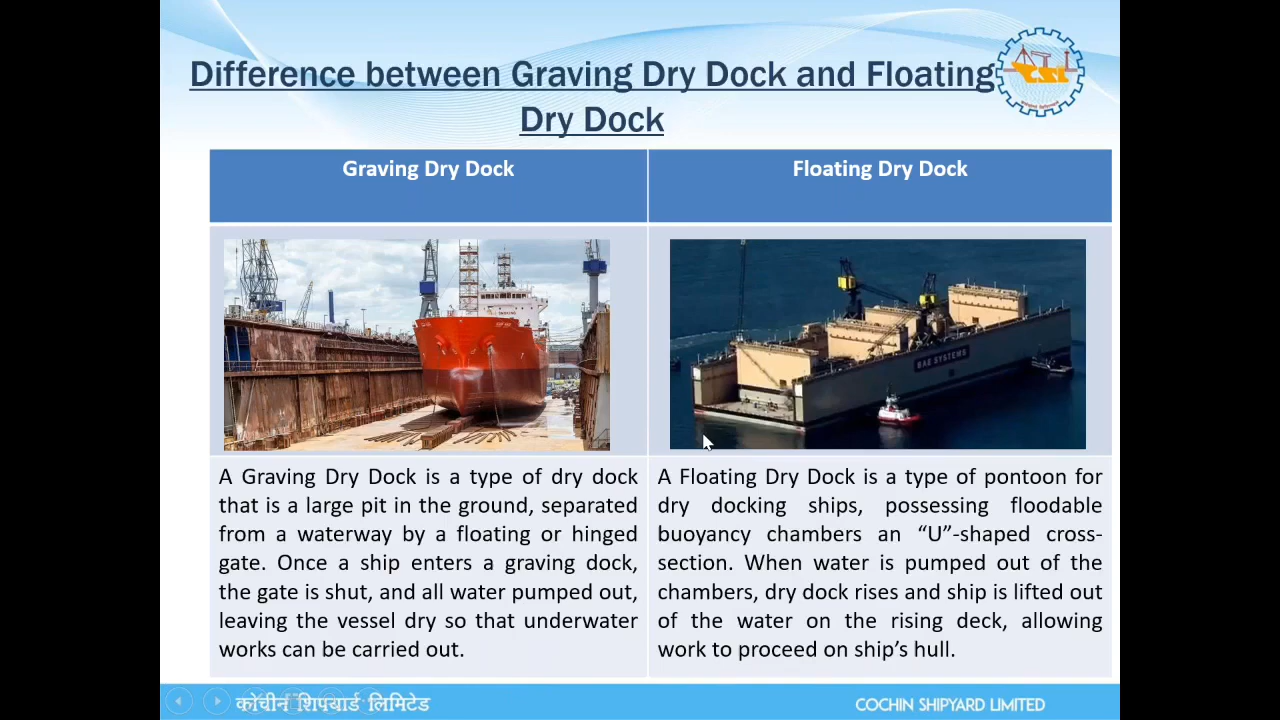 Difference between Graving Dry Dock and Floating
Dry Dock
CSL
Graving Dry Dock
Floating Dry Dock
BAE SYSTEMS
A Graving Dry Dock is a type of dry dock
that is a large pit in the ground, separated
from a waterway by a floating or hinged
gate. Once a ship enters a graving dock,
the gate is shut, and all water pumped out,
leaving the vessel dry so that underwater
works can be carried out.
A Floating Dry Dock is a type of pontoon for
dry docking ships, possessing floodable
buoyancy chambers an “U”-shaped cross-
section. When water is pumped out of the
chambers, dry dock rises and ship is lifted out
of the water on the rising deck, allowing
work to proceed on ship’s hull.
कोचीन शिपयार्ड लिमिटेड
COCHIN SHIPYARD LIMITED